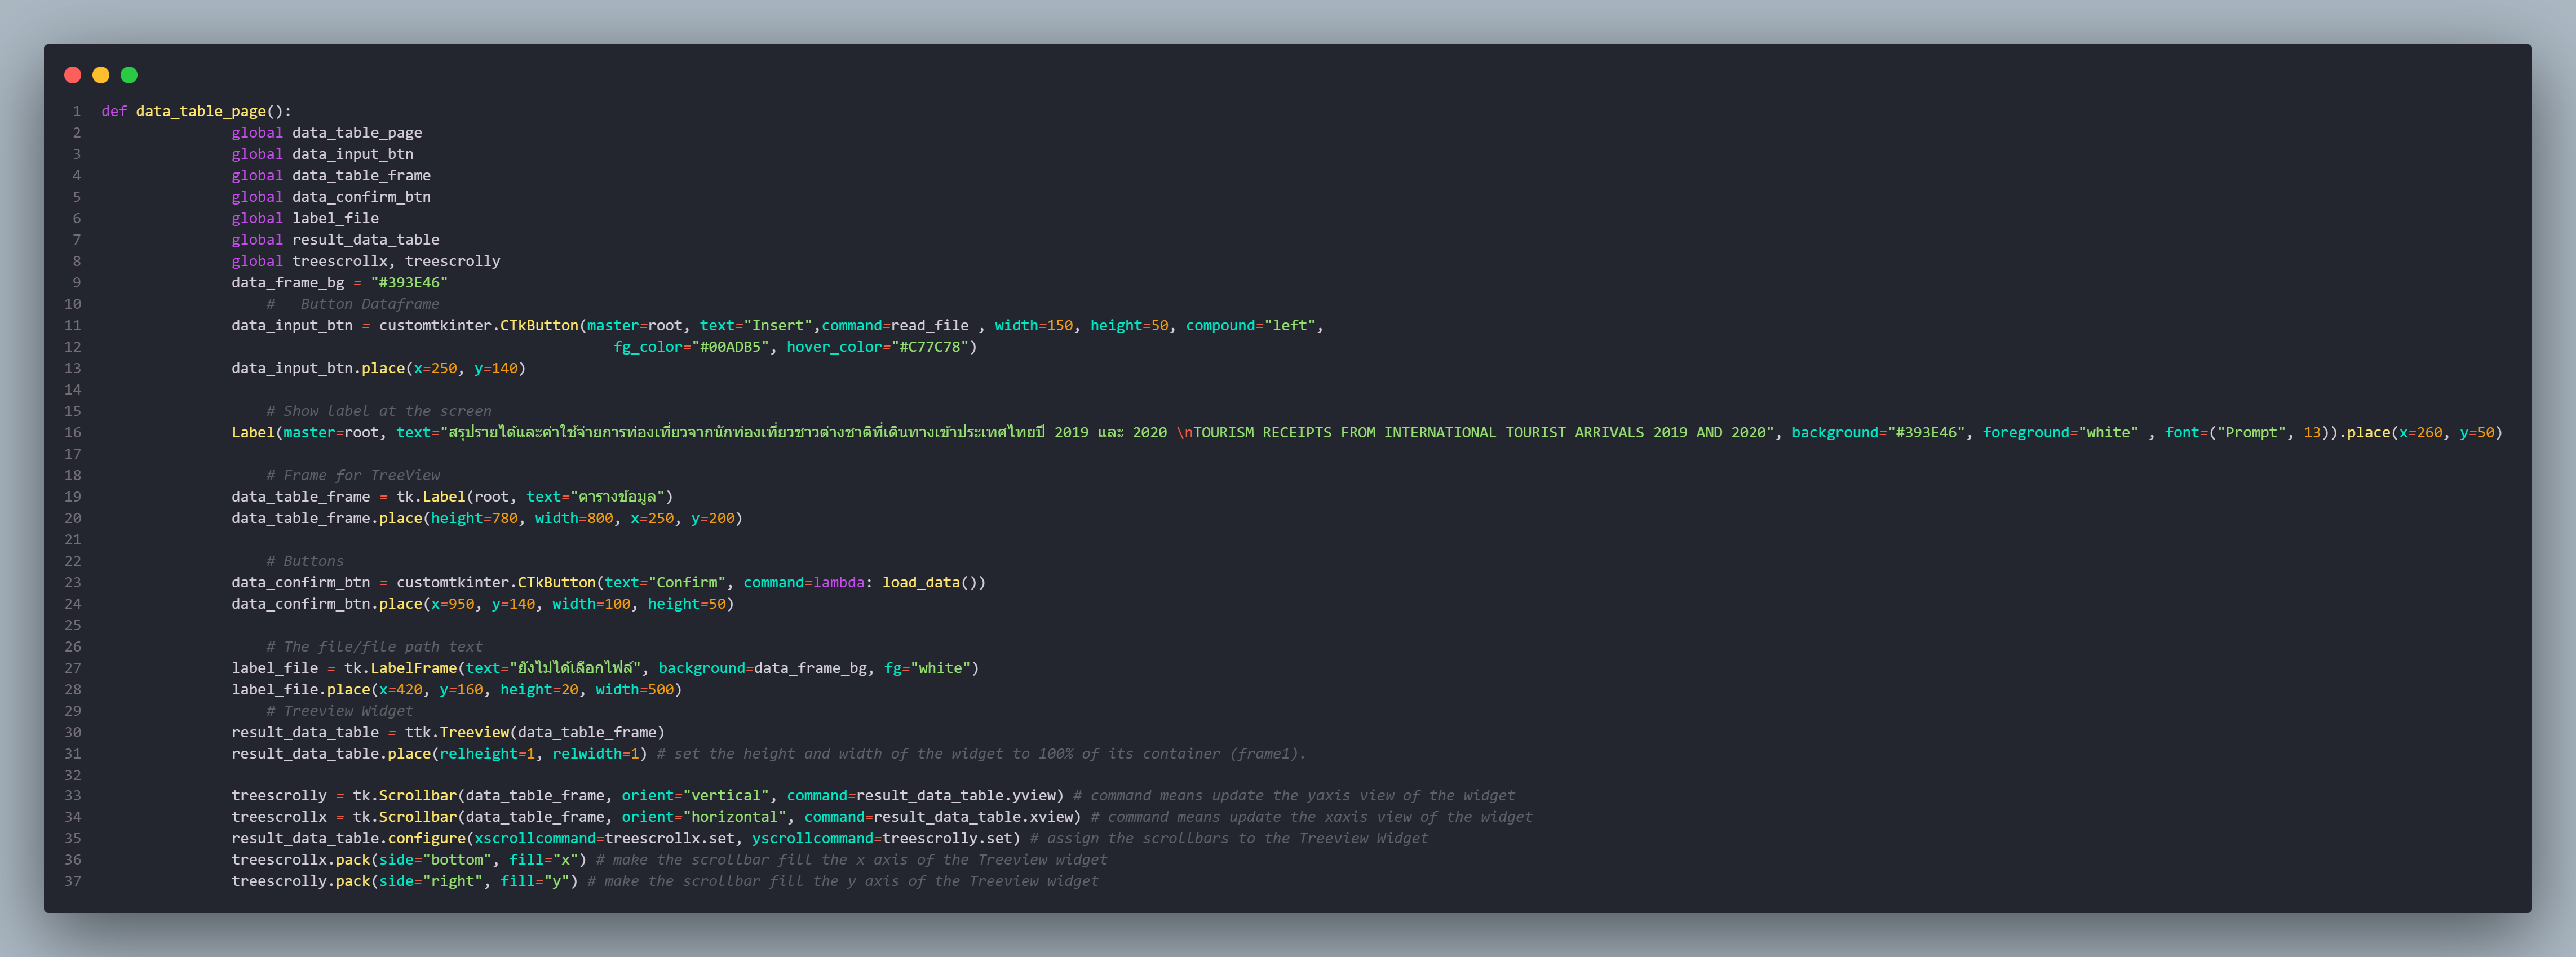 1 def data_table_page():
2 global data_table_page
3 global data_input_btn
4 global data_table_frame
5 global data_confirm_btn
6 global label_file
7 global result_data_table
8 global treescrollx, treescrolly
9 data_frame_bg = "#393E46"
10 #   Button Dataframe
11 data_input_btn = customtkinter.CTkButton(master=root, text="Insert",command=read_file , width=150, height=50, compound="left",
12 fg_color="#00ADB5", hover_color="#C77C78")
13 data_input_btn.place(x=250, y=140)
14
15 # Show label at the screen
16 Label(master=root, text="สรุปรายได้และค่าใช้จ่ายการท่องเที่ยวจากนักท่องเที่ยวชาวต่างชาติที่เดินทางเข้าประเทศไทยปี 2019 และ 2020 \nTOURISM RECEIPTS FROM INTERNATIONAL TOURIST ARRIVALS 2019 AND 2020", background="#393E46", foreground="white" , font=("Prompt", 13)).place(x=260, y=50)
17
18 # Frame for TreeView
19 data_table_frame = tk.Label(root, text="ตารางข้อมูล")
20 data_table_frame.place(height=780, width=800, x=250, y=200)
21
22 # Buttons
23 data_confirm_btn = customtkinter.CTkButton(text="Confirm", command=lambda: load_data())
24 data_confirm_btn.place(x=950, y=140, width=100, height=50)
25
26 # The file/file path text
27 label_file = tk.LabelFrame(text="ยังไม่ได้เลือกไฟล์", background=data_frame_bg, fg="white")
28 label_file.place(x=420, y=160, height=20, width=500)
29 # Treeview Widget
30 result_data_table = ttk.Treeview(data_table_frame)
31 result_data_table.place(relheight=1, relwidth=1) # set the height and width of the widget to 100% of its container (frame1).
32
33 treescrolly = tk.Scrollbar(data_table_frame, orient="vertical", command=result_data_table.yview) # command means update the yaxis view of the widget
34 treescrollx = tk.Scrollbar(data_table_frame, orient="horizontal", command=result_data_table.xview) # command means update the xaxis view of the widget
35 result_data_table.configure(xscrollcommand=treescrollx.set, yscrollcommand=treescrolly.set) # assign the scrollbars to the Treeview Widget
36 treescrollx.pack(side="bottom", fill="x") # make the scrollbar fill the x axis of the Treeview widget
37 treescrolly.pack(side="right", fill="y") # make the scrollbar fill the y axis of the Treeview widget